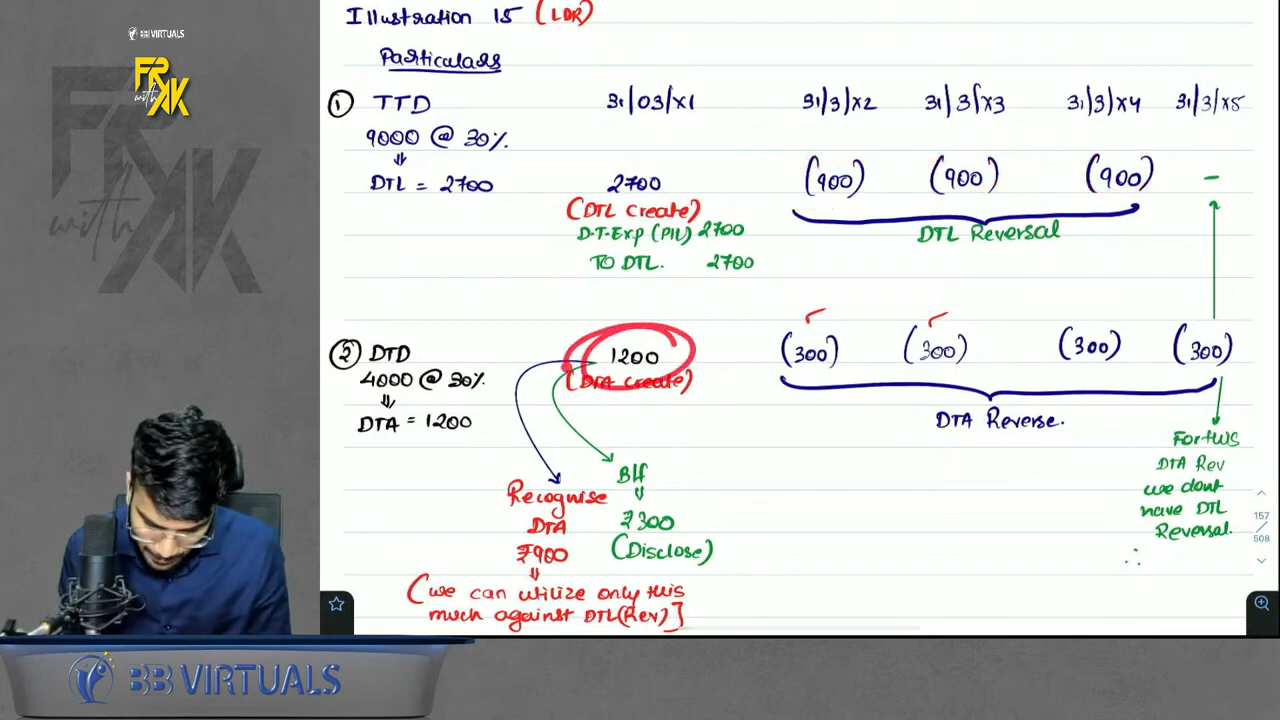 Illustration 15 (LDR)
BB VIRTUALS
Particulars
FR
with
AK
① TTD 31/03/X1 31/3/X2 31/3/X3 31/3/X4 31/3/X5
9000 @ 30%.
⇓
DTL = 2700 2700 (900) (900) (900) -
(DTL create)
D.T.Exp (P/L) 2700 DTL Reversal
TO DTL. 2700
② DTD 1200 (300) (300) (300) (300)
4000 @ 30%. (DTA create)
⇓
DTA = 1200 DTA Reverse.
For this
DTA Rev
we dont
have DTL
Reversal.
∴
Recognise
DTA
₹900
Blf
⇓
₹300
(Disclose)
(we can utilize only this
much against DTL(Rev)]
157
508
BB VIRTUALS